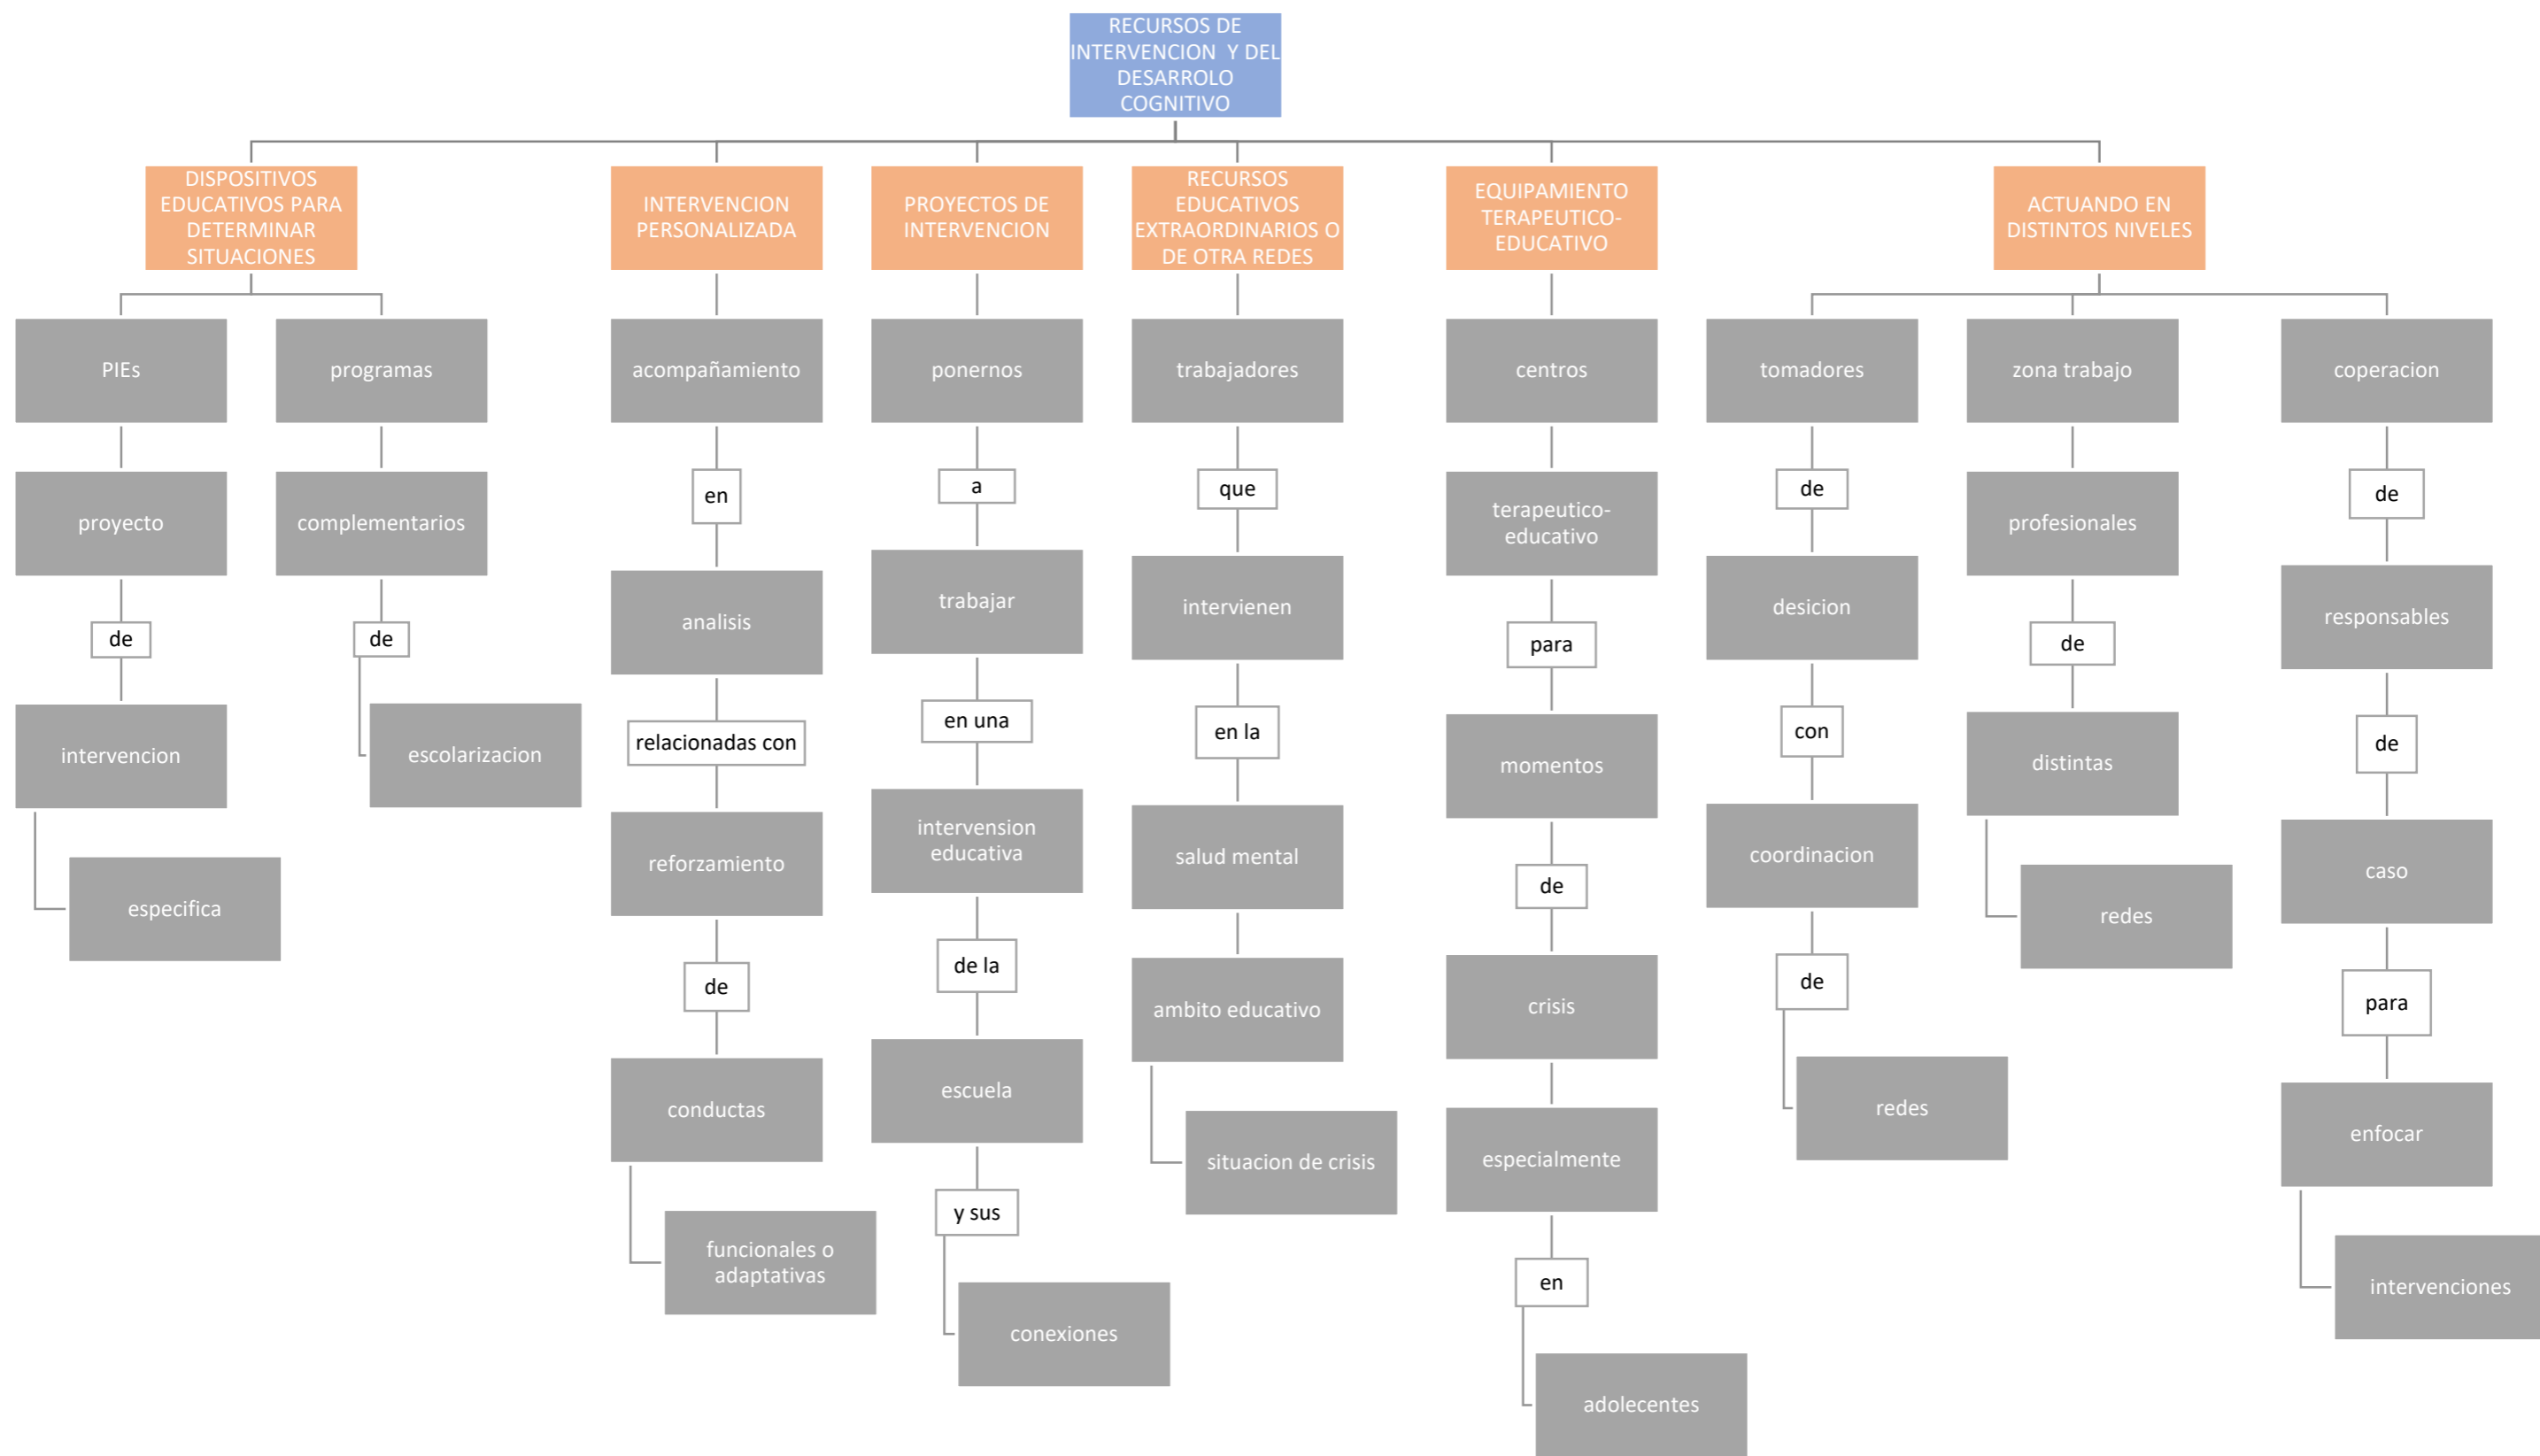 RECURSOS DE
INTERVENCION Y DEL
DESARROLO
COGNITIVO
DISPOSITIVOS
EDUCATIVOS PARA
DETERMINAR
SITUACIONES
PIEs
proyecto
de
intervencion
especifica
programas
complementarios
de
escolarizacion
INTERVENCION
PERSONALIZADA
acompañamiento
en
analisis
relacionadas con
reforzamiento
de
conductas
funcionales o
adaptativas
PROYECTOS DE
INTERVENCION
ponernos
a
trabajar
en una
intervension
educativa
de la
escuela
y sus
conexiones
RECURSOS
EDUCATIVOS
EXTRAORDINARIOS O
DE OTRA REDES
trabajadores
que
intervienen
en la
salud mental
ambito educativo
situacion de crisis
EQUIPAMIENTO
TERAPEUTICO-
EDUCATIVO
centros
terapeutico-
educativo
para
momentos
de
crisis
especialmente
en
adolecentes
ACTUANDO EN
DISTINTOS NIVELES
tomadores
de
desicion
con
coordinacion
de
redes
zona trabajo
profesionales
de
distintas
redes
coperacion
de
responsables
de
caso
para
enfocar
intervenciones